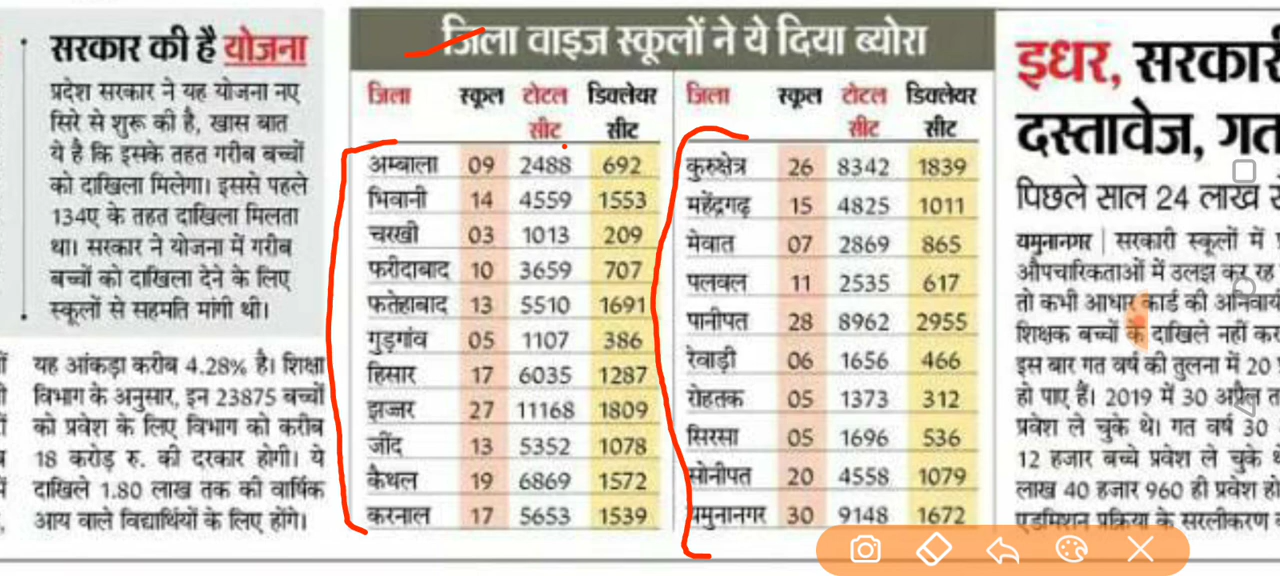 सरकार की है योजना
प्रदेश सरकार ने यह योजना नए
सिरे से शुरू की है, खास बात
ये है कि इसके तहत गरीब बच्चों
को दाखिला मिलेगा। इससे पहले
134ए के तहत दाखिला मिलता
था। सरकार ने योजना में गरीब
बच्चों को दाखिला देने के लिए
स्कूलों से सहमति मांगी थी।
यह आंकड़ा करीब 4.28% है। शिक्षा
विभाग के अनुसार, इन 23875 बच्चों
को प्रवेश के लिए विभाग को करीब
18 करोड़ रु. की दरकार होगी। ये
दाखिले 1.80 लाख तक की वार्षिक
आय वाले विद्यार्थियों के लिए होंगे।
जिला वाइज स्कूलों ने ये दिया ब्योरा
जिला स्कूल टोटल सीट डिक्लेयर सीट
अम्बाला 09 2488 692
भिवानी 14 4559 1553
चरखी 03 1013 209
फरीदाबाद 10 3659 707
फतेहाबाद 13 5510 1691
गुड़गांव 05 1107 386
हिसार 17 6035 1287
झज्जर 27 11168 1809
जींद 13 5352 1078
कैथल 19 6869 1572
करनाल 17 5653 1539
जिला स्कूल टोटल सीट डिक्लेयर सीट
कुरुक्षेत्र 26 8342 1839
महेंद्रगढ़ 15 4825 1011
मेवात 07 2869 865
पलवल 11 2535 617
पानीपत 28 8962 2955
रेवाड़ी 06 1656 466
रोहतक 05 1373 312
सिरसा 05 1696 536
सोनीपत 20 4558 1079
यमुनानगर 30 9148 1672
इधर, सरकारी
दस्तावेज, गत
पिछले साल 24 लाख
यमुनानगर | सरकारी स्कूलों में
औपचारिकताओं में उलझ कर रह
तो कभी आधार कार्ड की
शिक्षक बच्चों के दाखिले नहीं कर
इस बार गत वर्ष की तुलना में 20
हो पाए हैं। 2019 में 30 अप्रैल
प्रवेश ले चुके थे। गत वर्ष 30
12 हजार बच्चे प्रवेश ले चुके
लाख 40 हजार 960 ही प्रवेश
एडमिशन प्रक्रिया के सरलीकरण